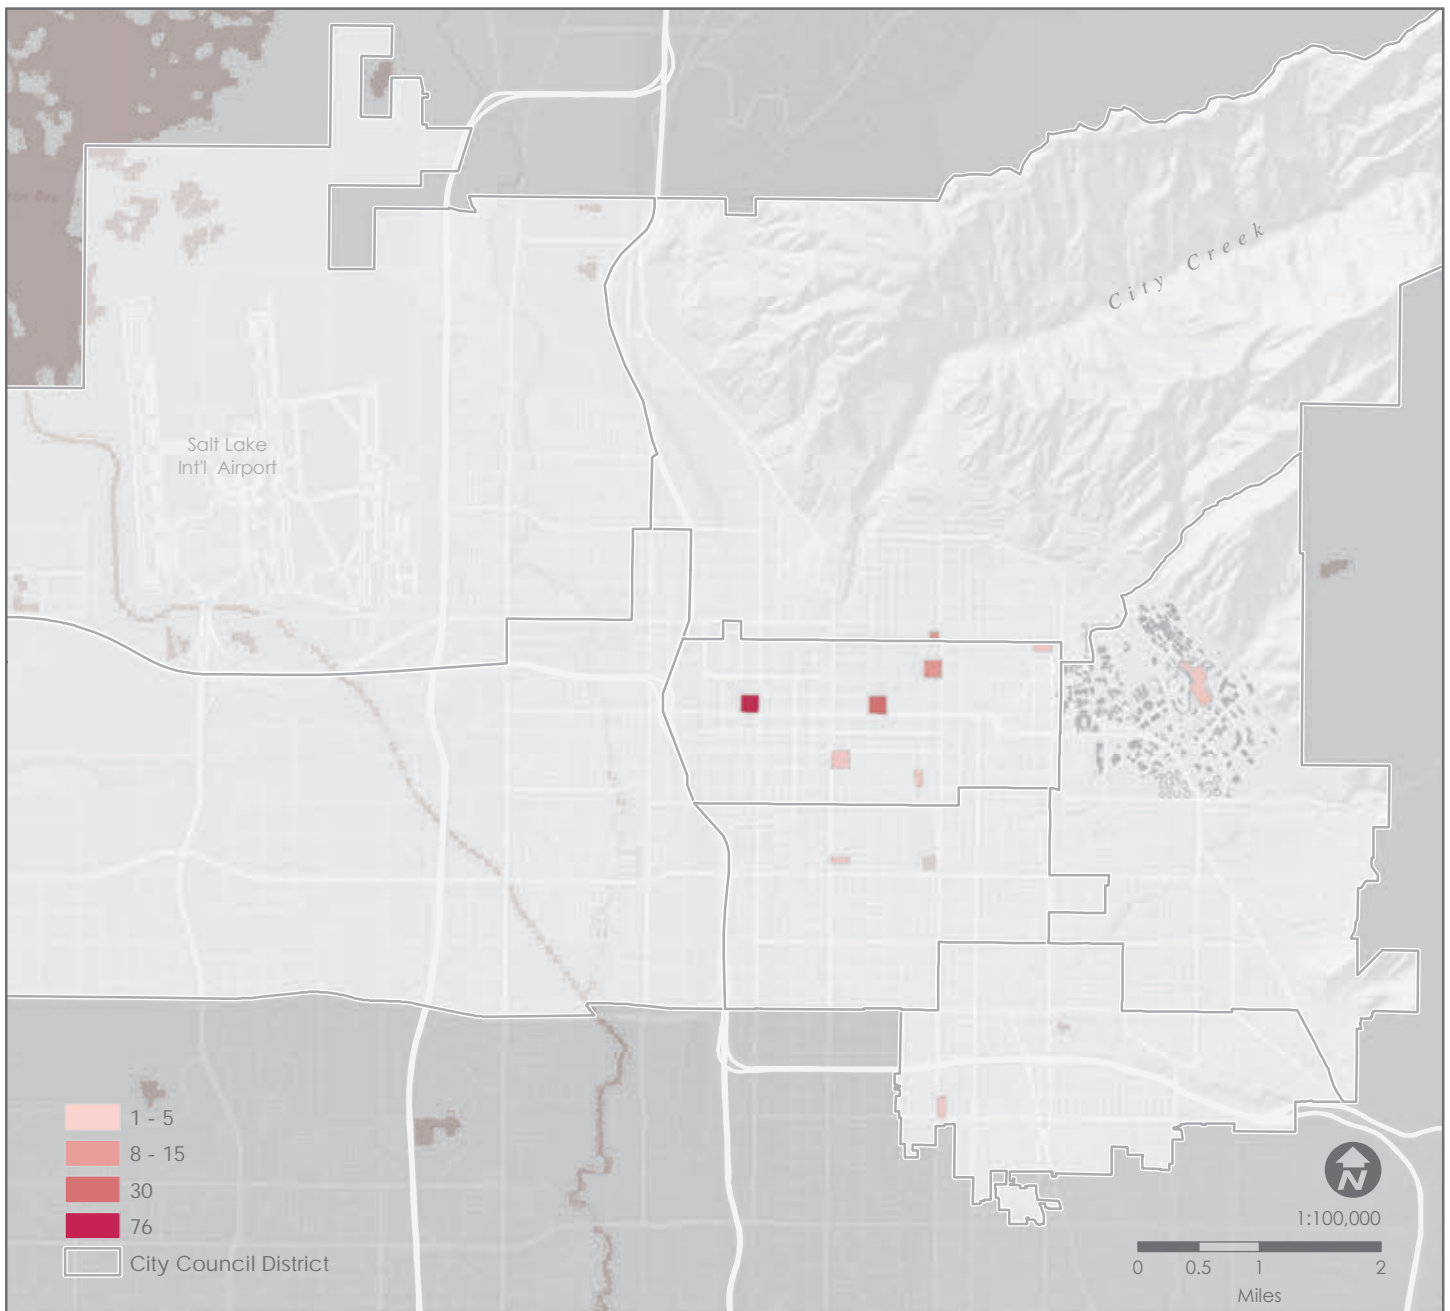 City Creek
Salt Lake
Int'l Airport
1 - 5
8 - 15
30
76
City Council District
N
1:100,000
0 0.5 1 2
Miles